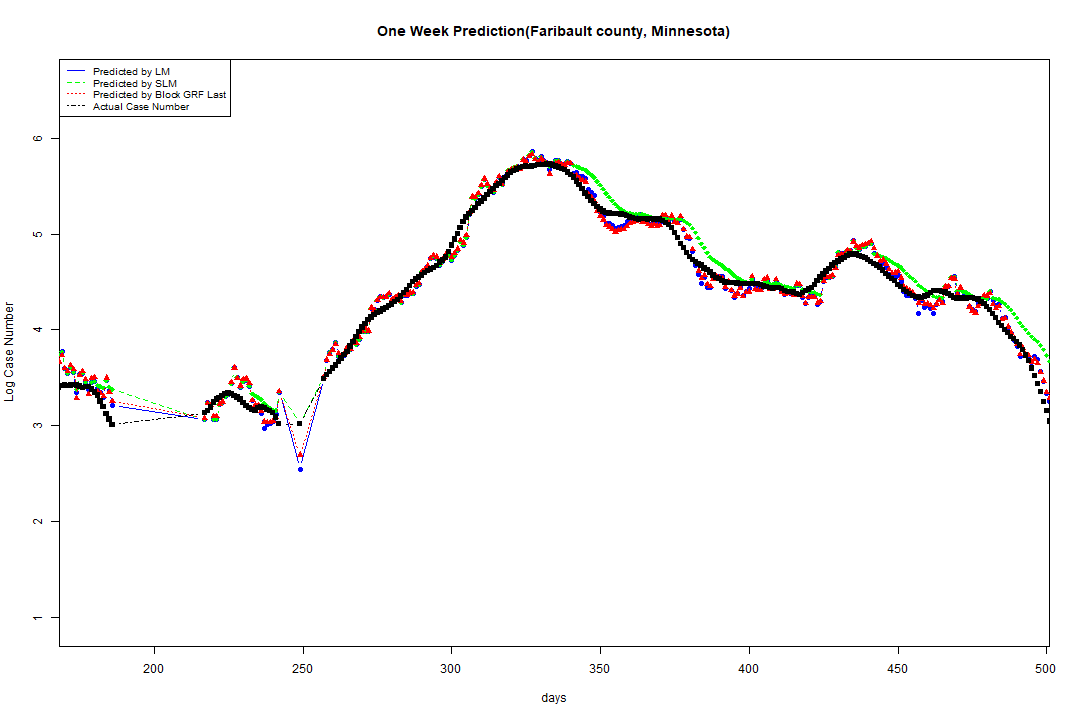 One Week Prediction(Faribault county, Minnesota)
Predicted by LM
Predicted by SLM
Predicted by Block GRF Last
Actual Case Number
Log Case Number
6
5
4
3
2
1
200 250 300 350 400 450 500
days